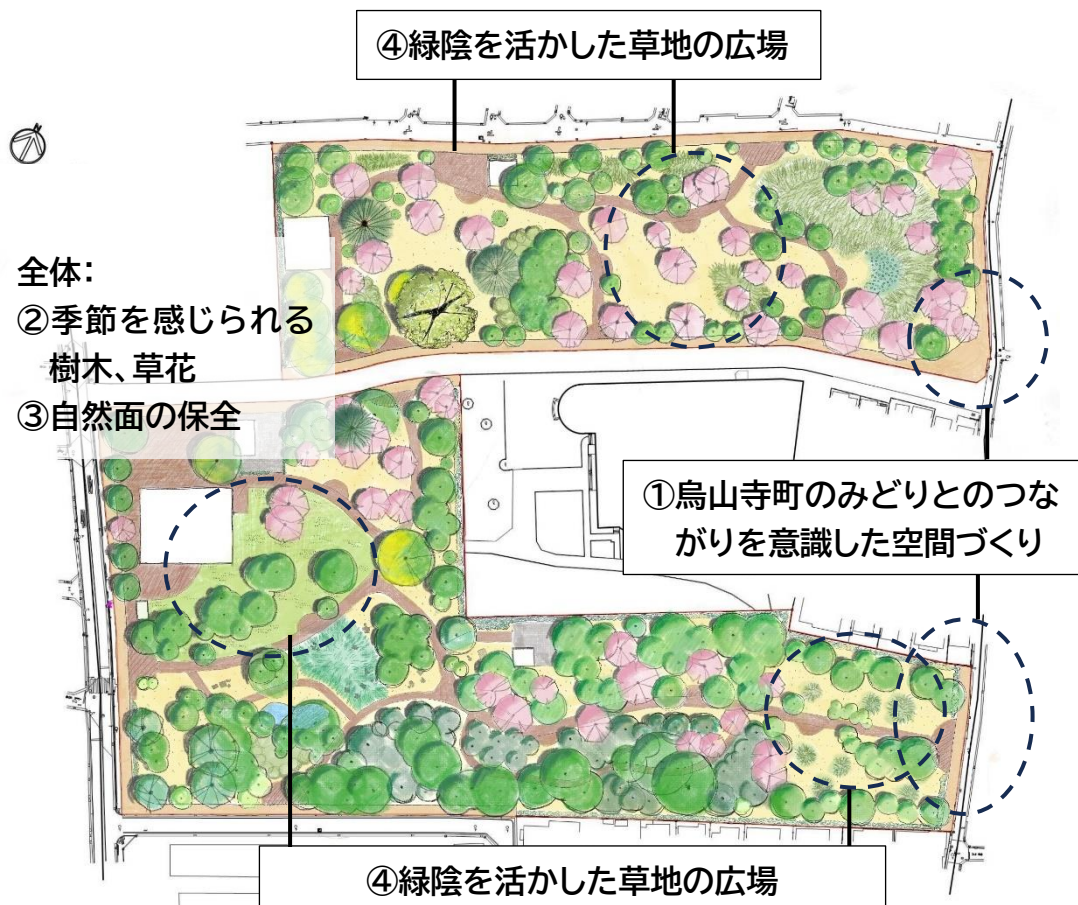 ④緑陰を活かした草地の広場
全体:
②季節を感じられる
樹木、草花
③自然面の保全
①烏山寺町のみどりとのつな
がりを意識した空間づくり
④緑陰を活かした草地の広場